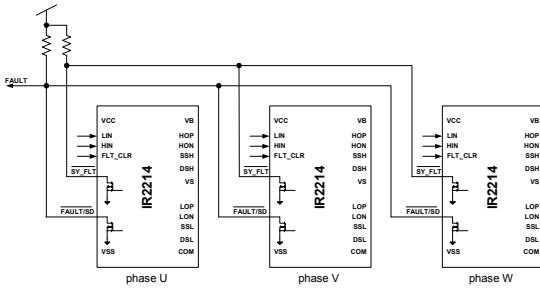 FAULT
VCC
LIN
HIN
FLT_CLR
SY_FLT
FAULT/SD
VSS
IR2214
VB
HOP
HON
SSH
DSH
VS
LOP
LON
SSL
DSL
COM
phase U
VCC
LIN
HIN
FLT_CLR
SY_FLT
FAULT/SD
VSS
IR2214
VB
HOP
HON
SSH
DSH
VS
LOP
LON
SSL
DSL
COM
phase V
VCC
LIN
HIN
FLT_CLR
SY_FLT
FAULT/SD
VSS
IR2214
VB
HOP
HON
SSH
DSH
VS
LOP
LON
SSL
DSL
COM
phase W